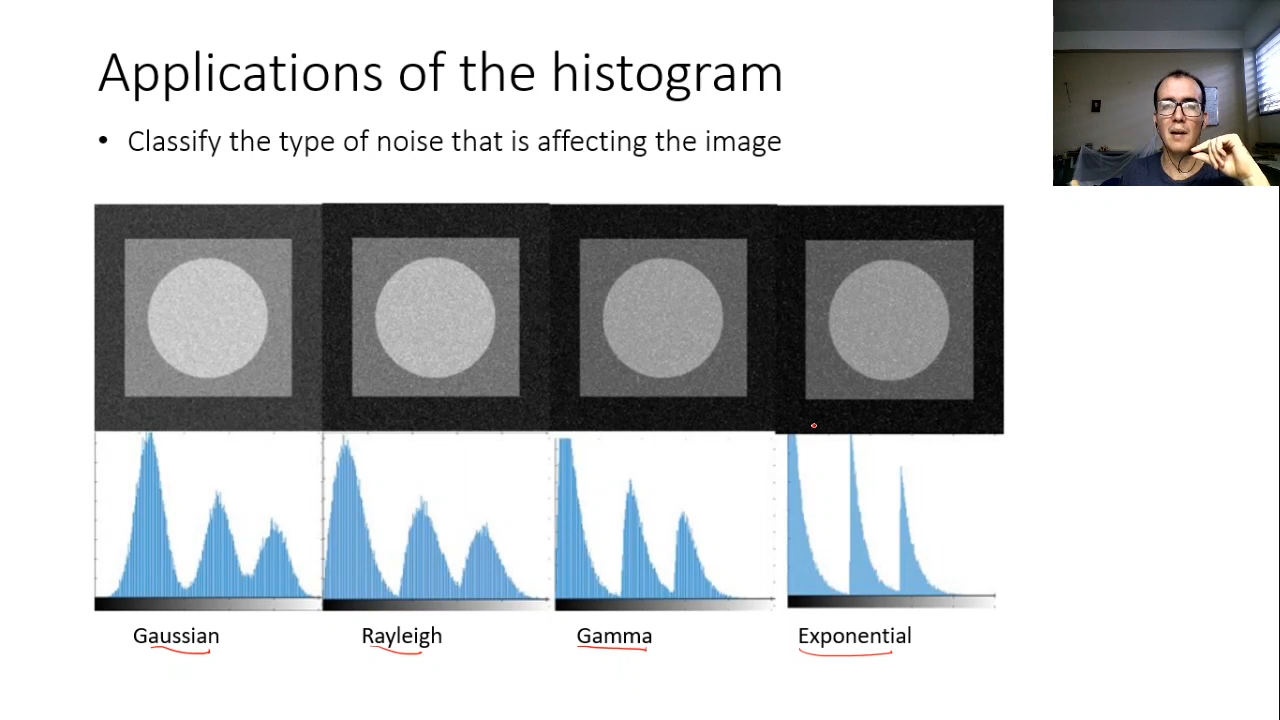 Applications of the histogram
• Classify the type of noise that is affecting the image
Gaussian
Rayleigh
Gamma
Exponential